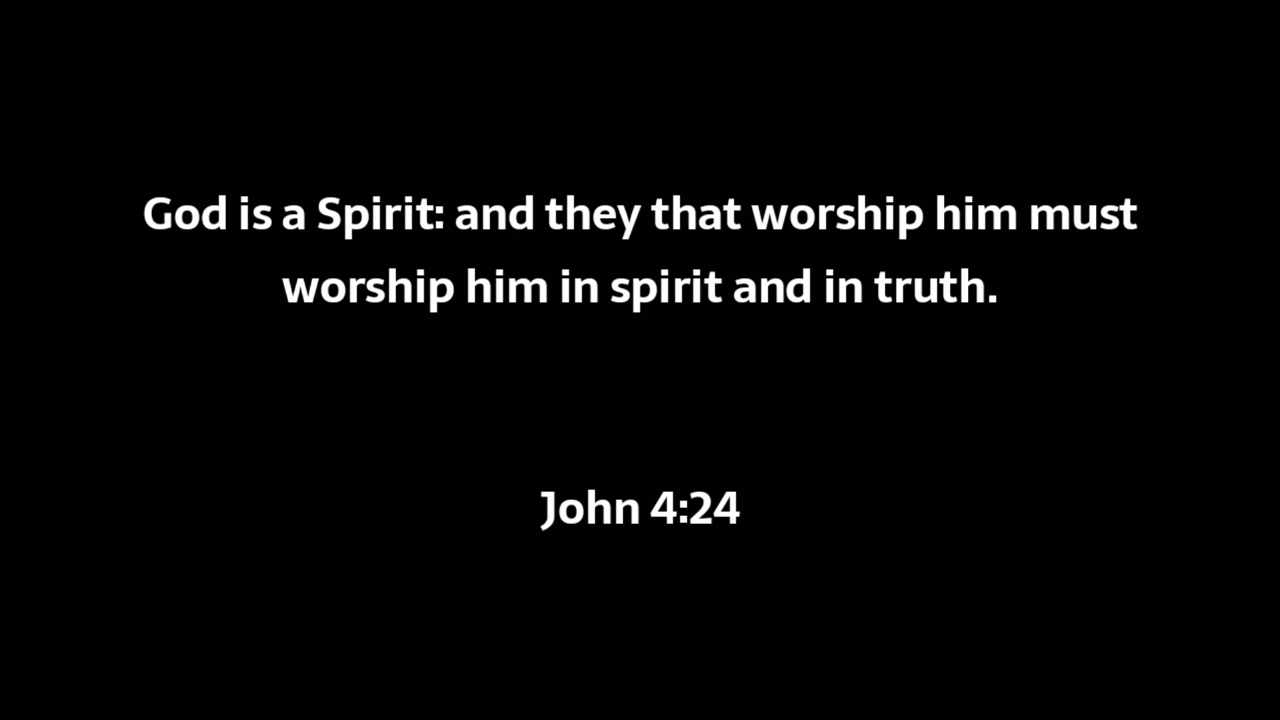 God is a Spirit: and they that worship him must
worship him in spirit and in truth.
John 4:24